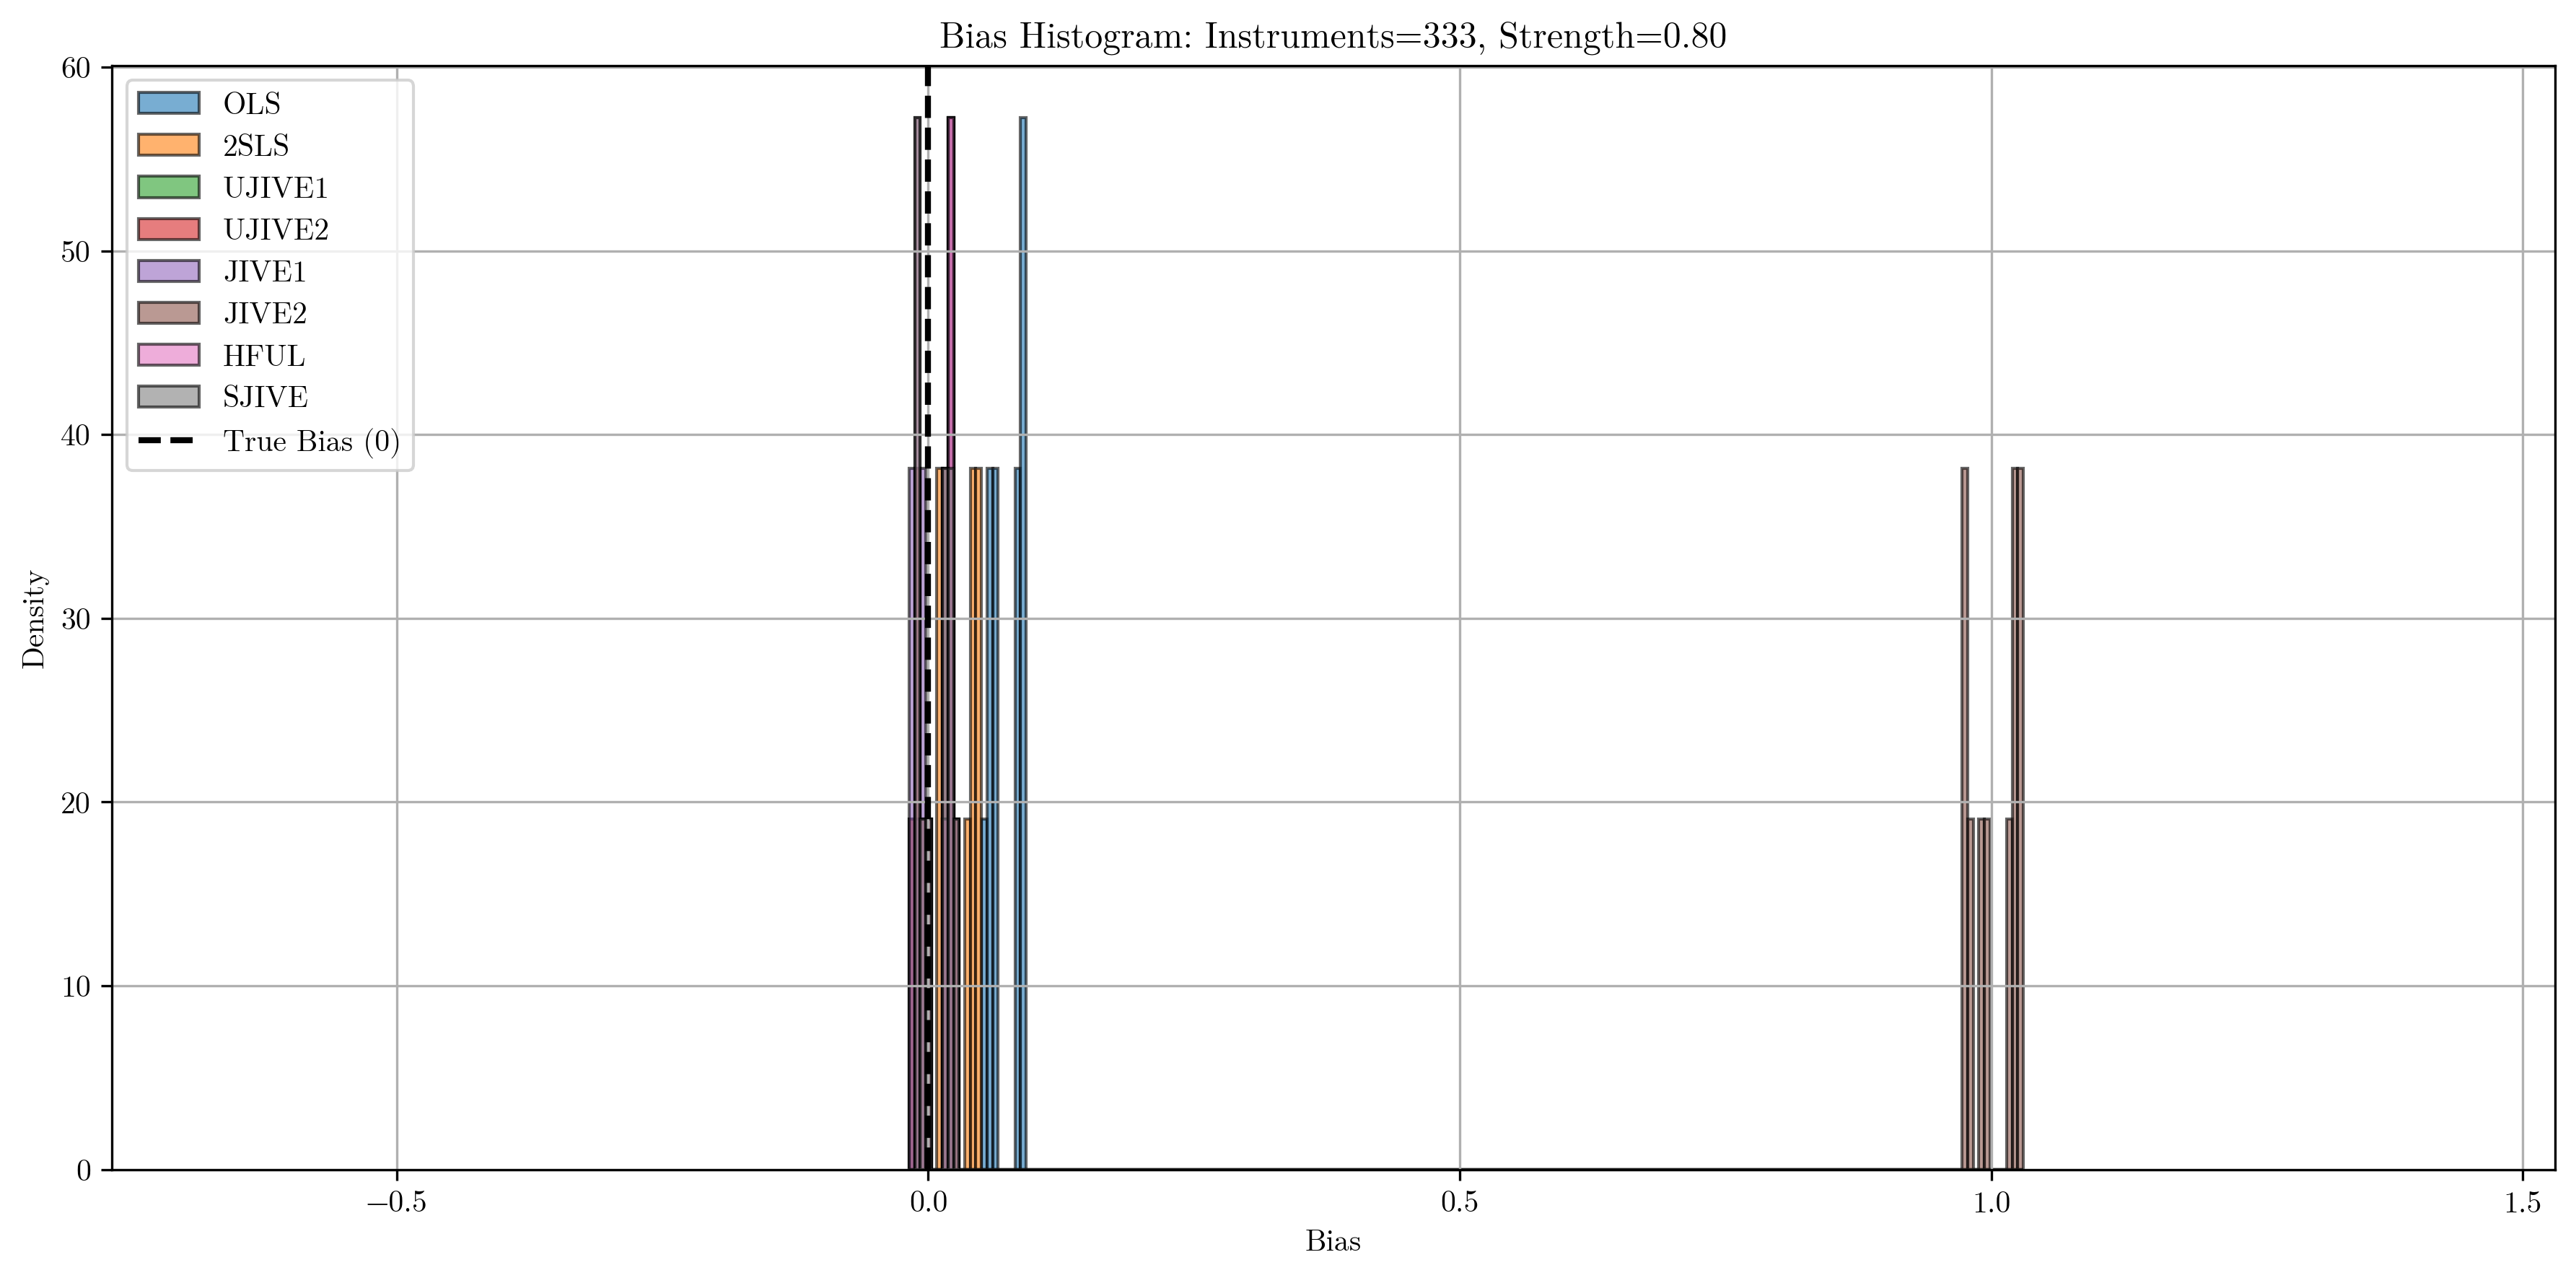 Bias Histogram: Instruments=333, Strength=0.80
60
50
40
30
20
10
0
Density
OLS
2SLS
UJIVE1
UJIVE2
JIVE1
JIVE2
HFUL
SJIVE
True Bias (0)
−0.5
0.0
0.5
1.0
1.5
Bias